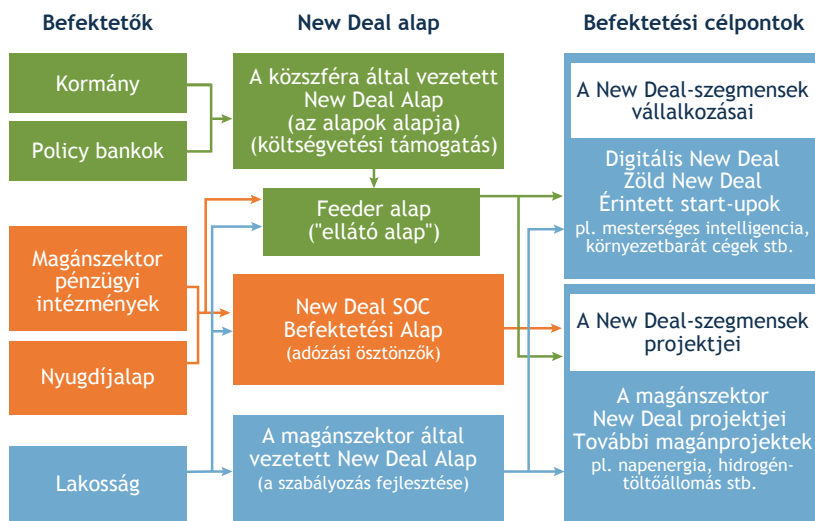 Befektetők
New Deal alap
Befektetési célpontok
Kormány
Policy bankok
Magánszektor
pénzügyi
intézmények
Nyugdíjalap
Lakosság
A közszféra által vezetett
New Deal Alap
(az alapok alapja)
(költségvetési támogatás)
Feeder alap
("ellátó alap")
New Deal SOC
Befektetési Alap
(adózási ösztönzők)
A magánszektor által
vezetett New Deal Alap
(a szabályozás fejlesztése)
A New Deal-szegmensek
vállalkozásai
Digitális New Deal
Zöld New Deal
Érintett start-upok
pl. mesterséges intelligencia,
környezetbarát cégek stb.
A New Deal-szegmensek
projektjei
A magánszektor
New Deal projektjei
További magánprojektek
pl. napenergia, hidrogén-
töltőállomás stb.